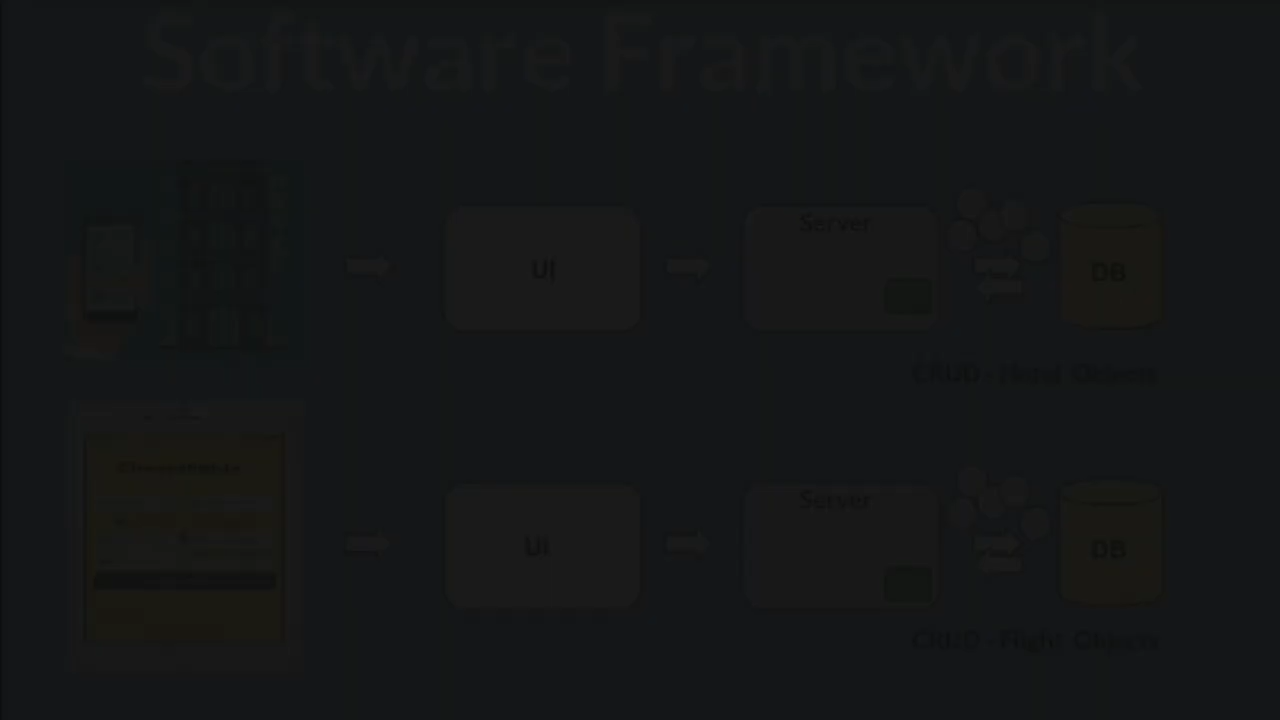 Software Framework
Server
UI
DB
CRUD - Hotel Objects
Server
UI
DB
CRUD - Flight Objects